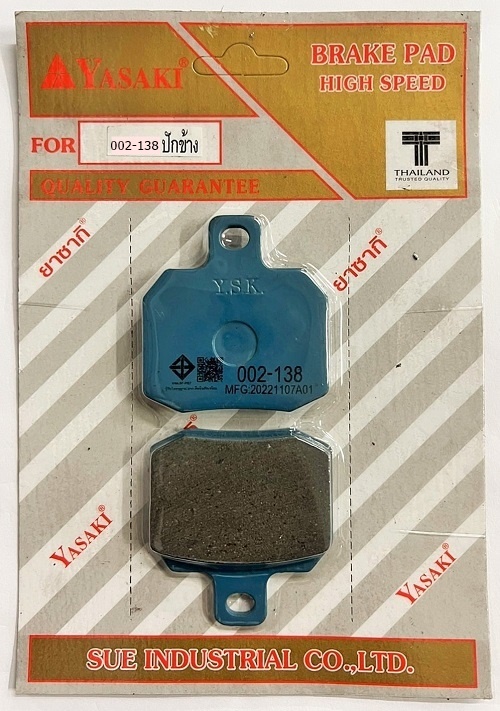 YASAKI®
BRAKE PAD
HIGH SPEED
FOR
002-138 ปักข้าง
T
THAILAND
TRUSTED QUALITY
QUALITY GUARANTEE
ยาซากิ®
ยาซากิ®
Y.S.K.
002-138
MFG:20221107A01
YASAKI®
YASAKI®
SUE INDUSTRIAL CO.,LTD.